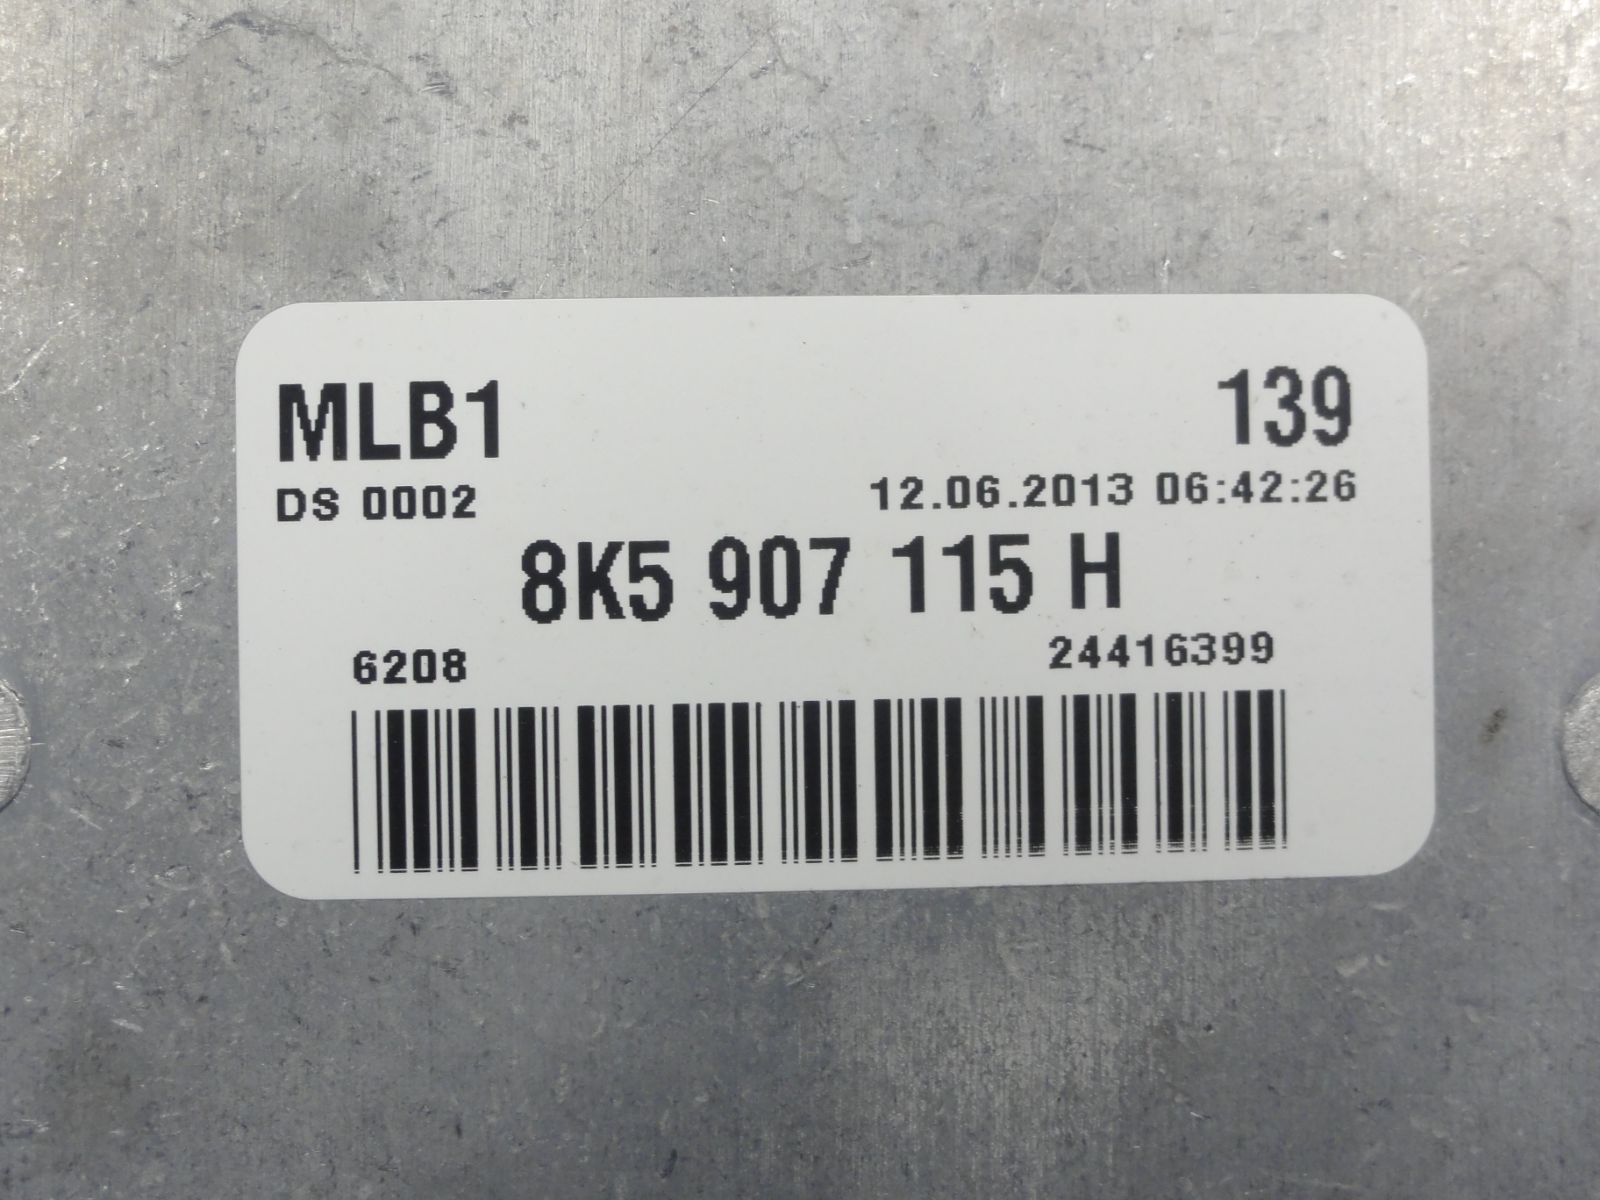 MLB1 139
DS 0002 12.06.2013 06:42:26
8K5 907 115 H
6208 24416399